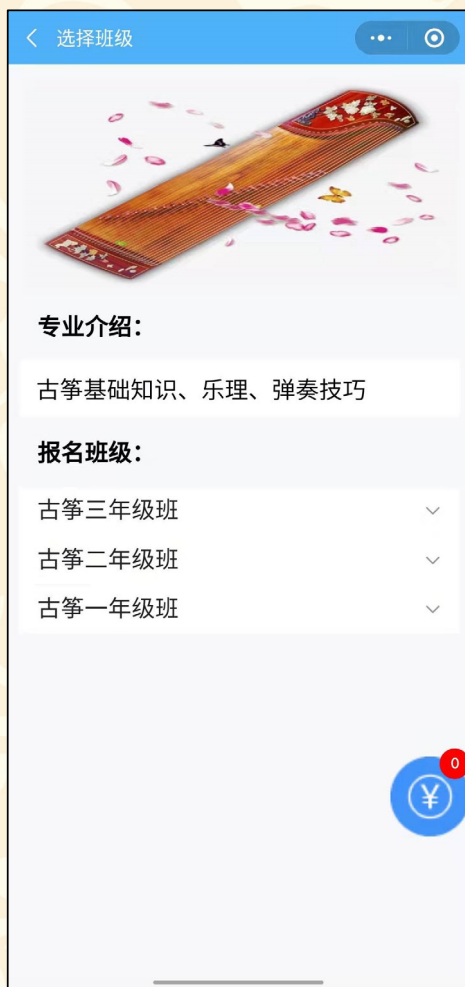 选择班级
专业介绍：
古筝基础知识、乐理、弹奏技巧
报名班级：
古筝三年级班
古筝二年级班
古筝一年级班
0
¥